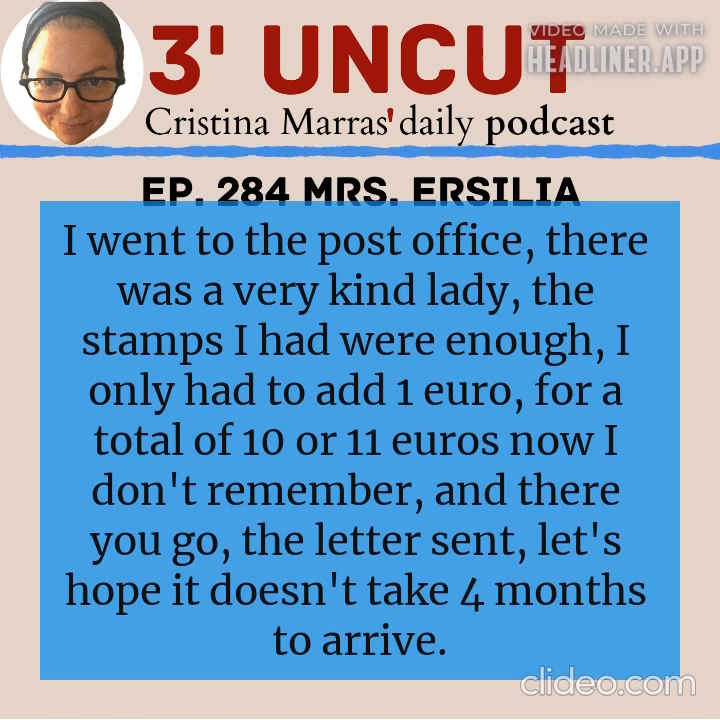 3' UNCUT
VIDEO MADE WITH
HEADLINER.APP
Cristina Marras' daily podcast
EP. 284 MRS. ERSILIA
I went to the post office, there
was a very kind lady, the
stamps I had were enough, I
only had to add 1 euro, for a
total of 10 or 11 euros now I
don't remember, and there
you go, the letter sent, let's
hope it doesn't take 4 months
to arrive.
clideo.com